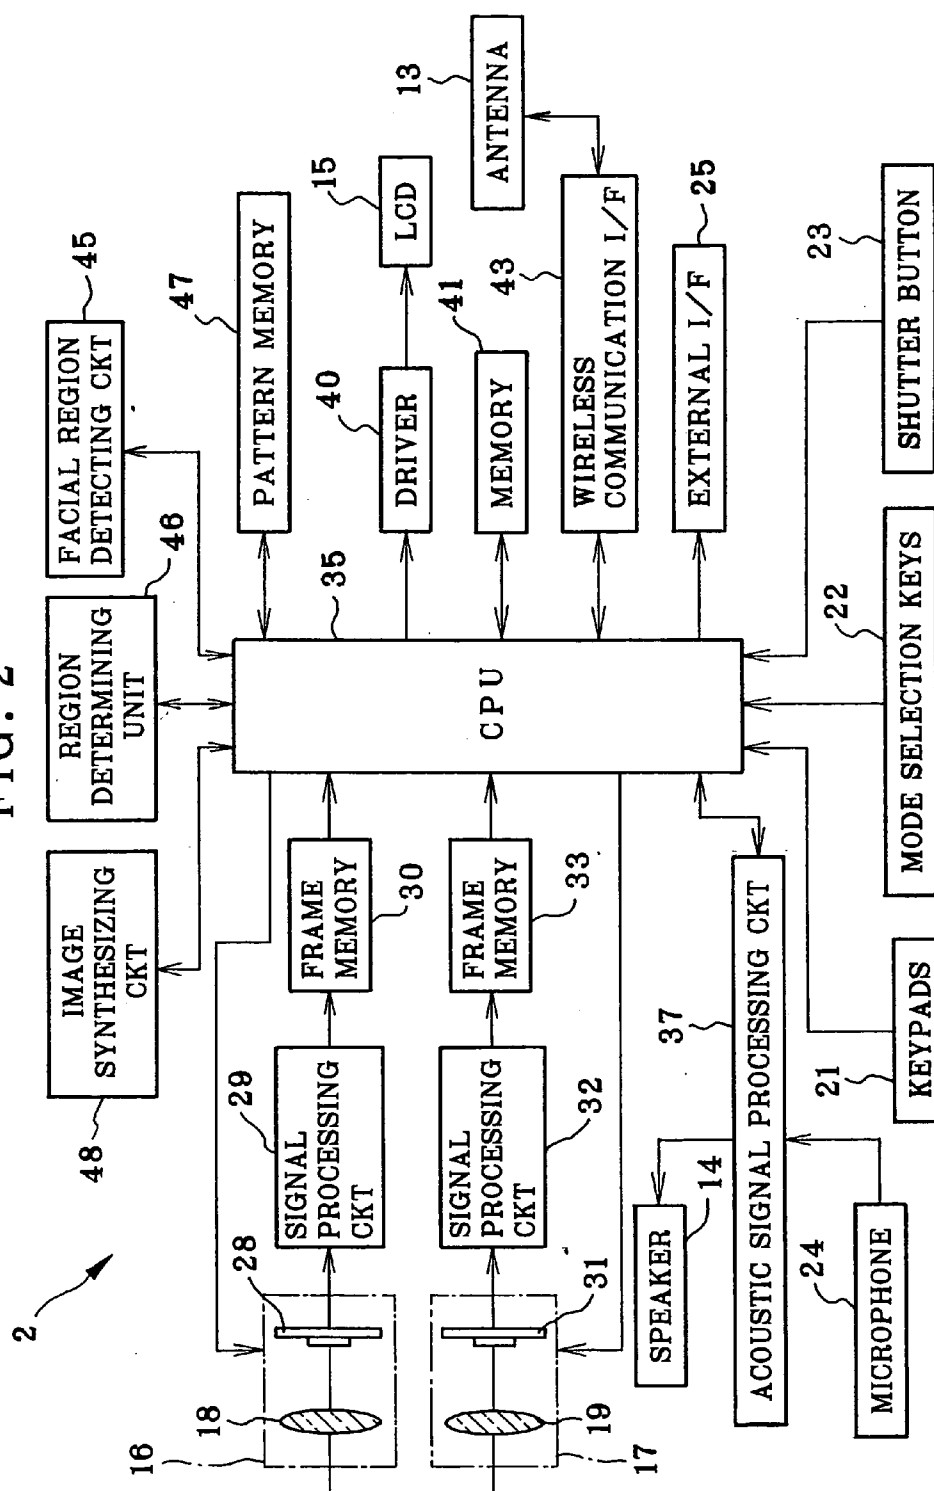 FIG. 2
2
48
IMAGE
SYNTHESIZING
CKT
REGION
DETERMINING
UNIT
46
FACIAL REGION
DETECTING CKT
45
16
18
28
29
SIGNAL
PROCESSING
CKT
FRAME
MEMORY
30
35
CPU
PATTERN MEMORY
47
DRIVER
40
LCD
15
17
19
31
SIGNAL
PROCESSING
CKT
32
FRAME
MEMORY
33
MEMORY
41
WIRELESS
COMMUNICATION I/F
43
ANTENNA
13
EXTERNAL I/F
25
SPEAKER
14
ACOUSTIC SIGNAL PROCESSING CKT
37
MICROPHONE
24
KEYPADS
21
MODE SELECTION KEYS
22
SHUTTER BUTTON
23